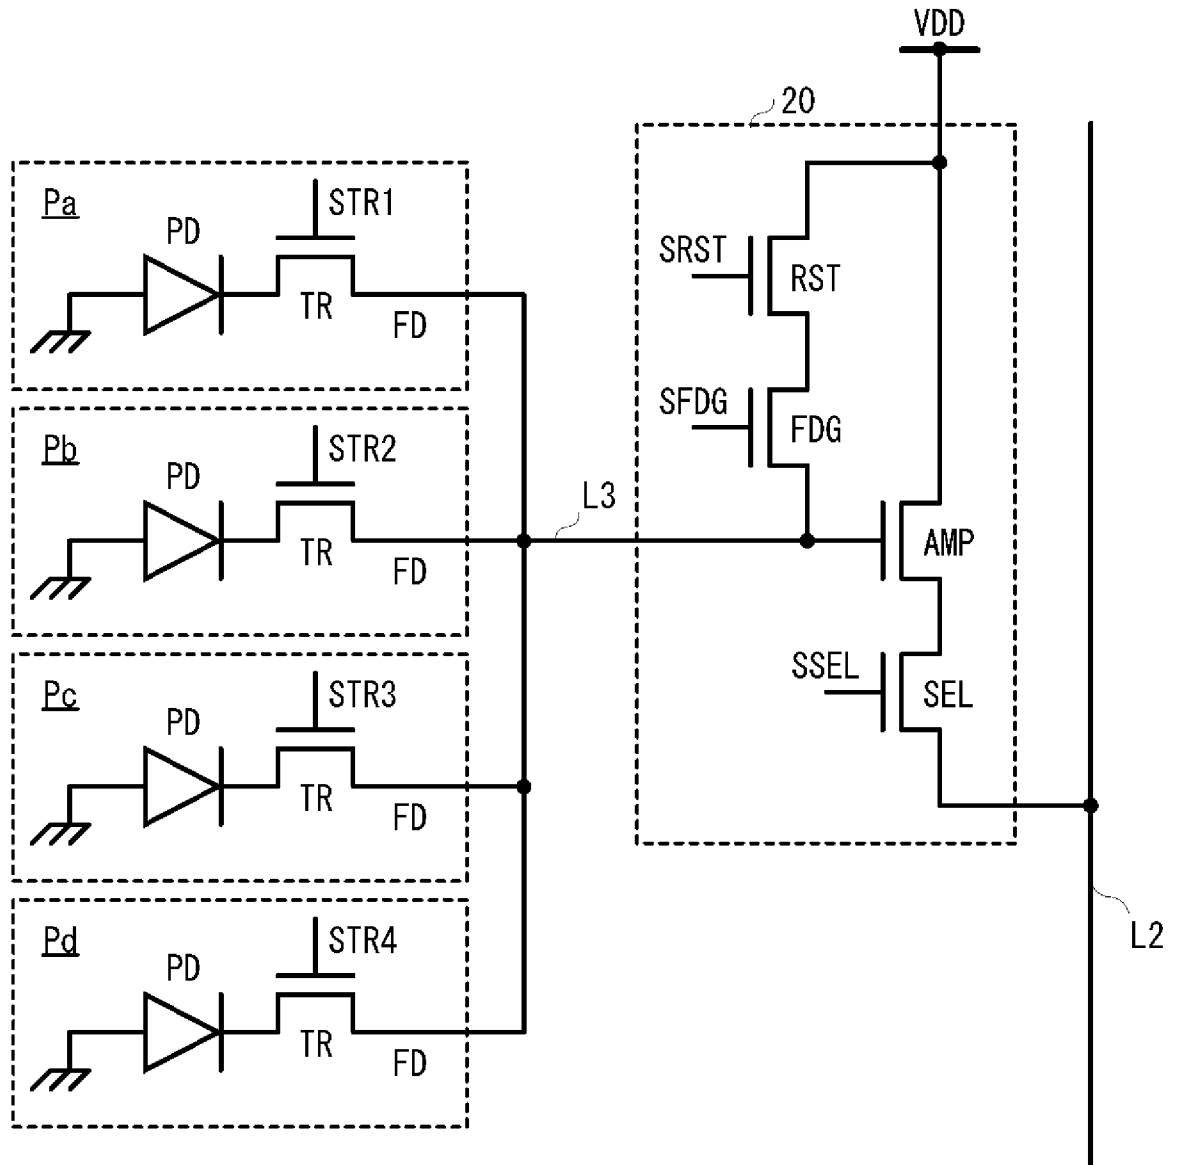 VDD
20
Pa
PD
STR1
TR
FD
SRST
RST
SFDG
FDG
Pb
PD
STR2
TR
FD
L3
AMP
SSEL
SEL
Pc
PD
STR3
TR
FD
L2
Pd
PD
STR4
TR
FD